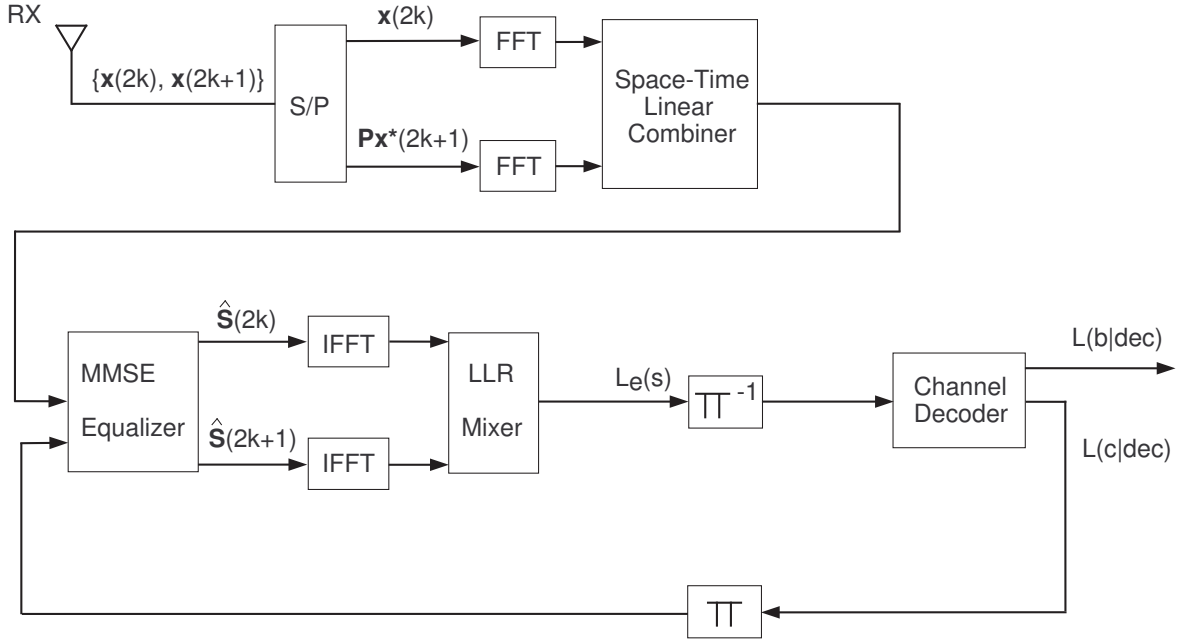 RX
{x(2k), x(2k+1)}
S/P
x(2k)
Px*(2k+1)
FFT
FFT
Space-Time
Linear
Combiner
MMSE
Equalizer
Ŝ(2k)
Ŝ(2k+1)
IFFT
IFFT
LLR
Mixer
Le(s)
Π -1
Channel
Decoder
L(b|dec)
L(c|dec)
Π